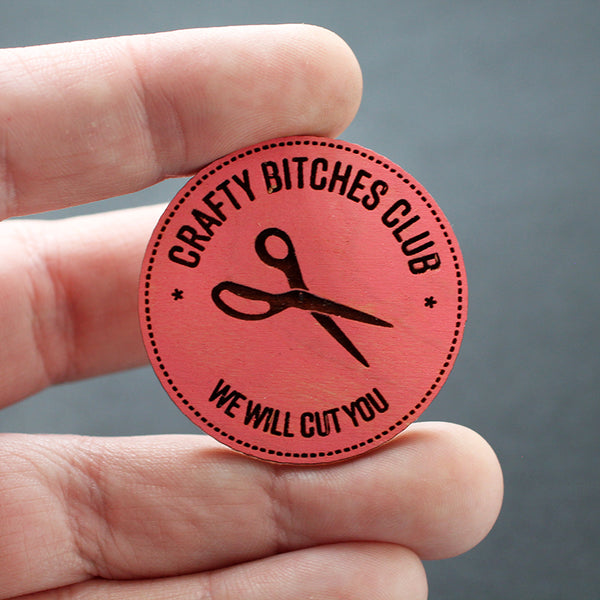 CRAFTY BITCHES CLUB
* *
WE WILL CUT YOU